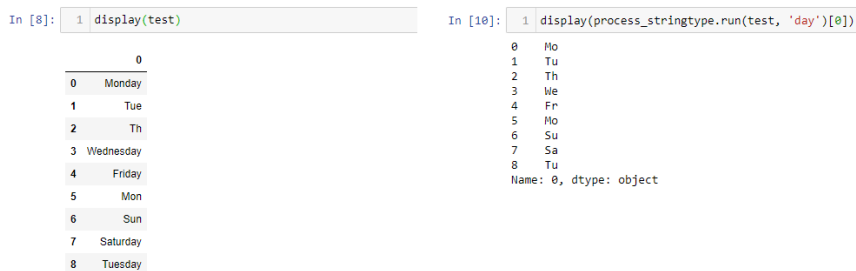 In [8]: 1 display(test)
0
0 Monday
1 Tue
2 Th
3 Wednesday
4 Friday
5 Mon
6 Sun
7 Saturday
8 Tuesday
In [10]: 1 display(process_stringtype.run(test, 'day')[0])
0 Mo
1 Tu
2 Th
3 We
4 Fr
5 Mo
6 Su
7 Sa
8 Tu
Name: 0, dtype: object